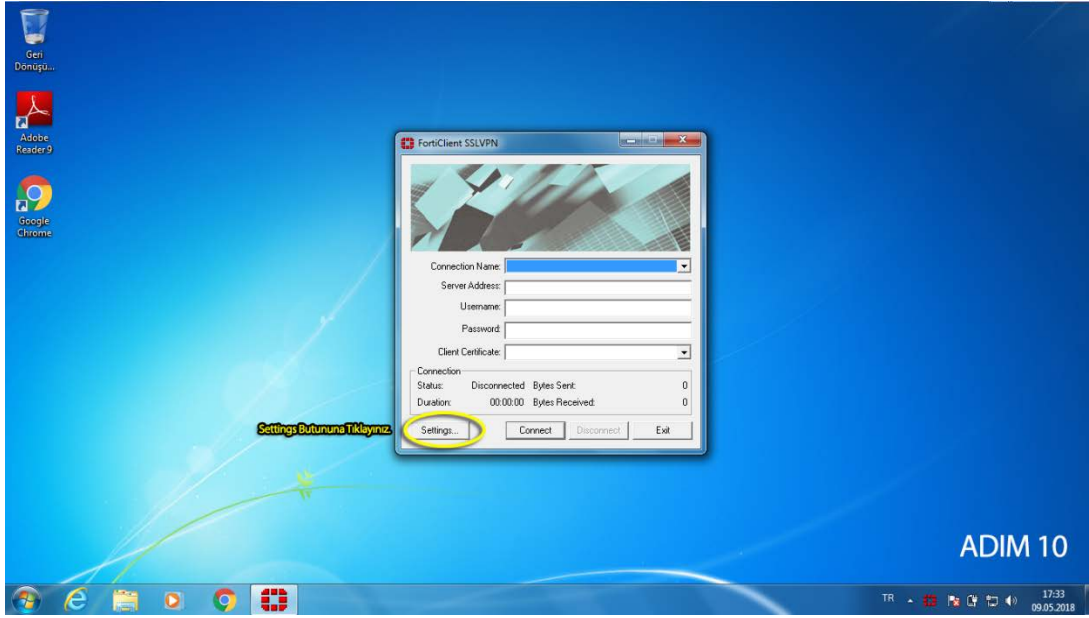 Geri
Dönüşü...
Adobe
Reader 9
Google
Chrome
FortiClient SSLVPN
Connection Name:
Server Address:
Username:
Password:
Client Certificate:
Connection
Status: Disconnected Bytes Sent: 0
Duration: 00:00:00 Bytes Received: 0
Settings Butununa Tıklayınız.
Settings... Connect Disconnect Exit
ADIM 10
TR 17:33
09.05.2018